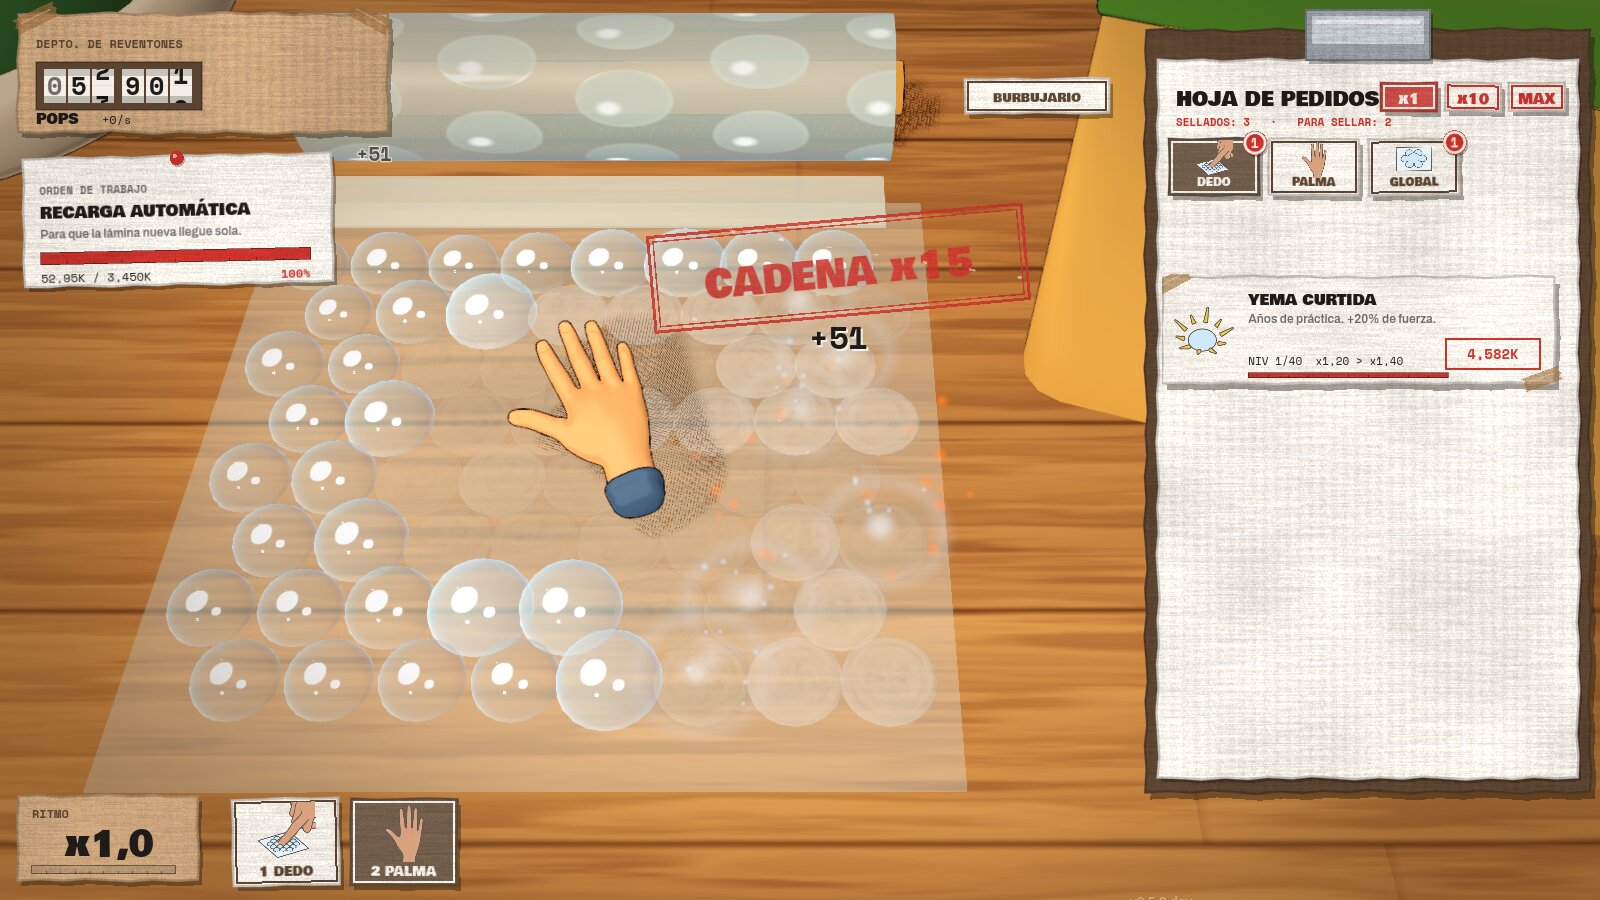 DEPTO. DE REVENTONES
POPS +0/s
+51
ORDEN DE TRABAJO
RECARGA AUTOMÁTICA
Para que la lámina nueva llegue sola.
52,95K / 3,450K 100%
BURBUJARIO
CADENA x15
+51
HOJA DE PEDIDOS x1 x10 MAX
SELLADOS: 3 · PARA SELLAR: 2
1 1
DEDO PALMA GLOBAL
YEMA CURTIDA
Años de práctica. +20% de fuerza.
NIV 1/40 x1,20 > x1,40 4,582K
RITMO
x1,0
1 DEDO 2 PALMA